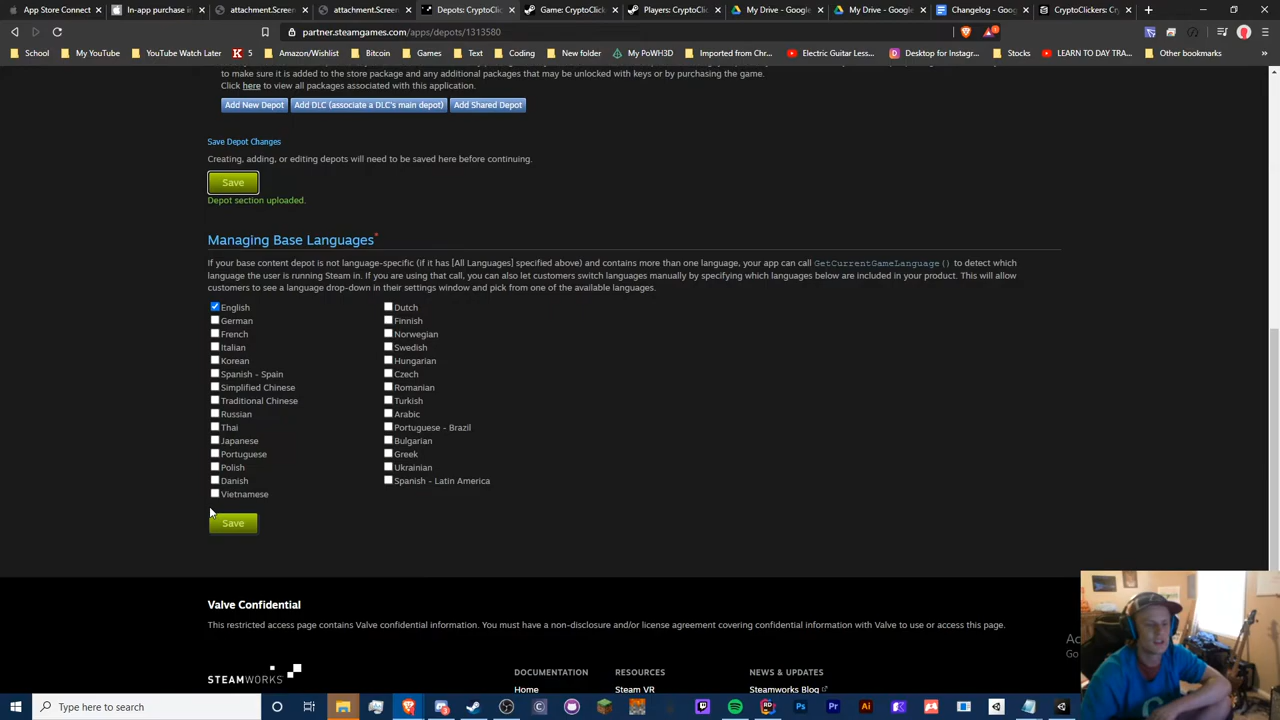 App Store Connect
In-app purchase in
attachment.Screen
attachment.Screen
Depots: CryptoClic
Game: CryptoClick
Players: CryptoClic
My Drive - Google
My Drive - Google
Changelog - Goog
CryptoClickers: Cry
partner.steamgames.com/apps/depots/1313580
School
My YouTube
YouTube Watch Later
5
Amazon/Wishlist
Bitcoin
Games
Text
Coding
New folder
My PoWH3D
Imported from Chr...
Electric Guitar Less...
Desktop for Instag...
Stocks
LEARN TO DAY TRA...
Other bookmarks
to make sure it is added to the store package and any additional packages that may be unlocked with keys or by purchasing the game.
Click here to view all packages associated with this application.
Add New Depot
Add DLC (associate a DLC's main depot)
Add Shared Depot
Save Depot Changes
Creating, adding, or editing depots will need to be saved here before continuing.
Save
Depot section uploaded.
Managing Base Languages*
If your base content depot is not language-specific (if it has [All Languages] specified above) and contains more than one language, your app can call GetCurrentGameLanguage() to detect which
language the user is running Steam in. If you are using that call, you can also let customers switch languages manually by specifying which languages below are included in your product. This will allow
customers to see a language drop-down in their settings window and pick from one of the available languages.
English
German
French
Italian
Korean
Spanish - Spain
Simplified Chinese
Traditional Chinese
Russian
Thai
Japanese
Portuguese
Polish
Danish
Vietnamese
Dutch
Finnish
Norwegian
Swedish
Hungarian
Czech
Romanian
Turkish
Arabic
Portuguese - Brazil
Bulgarian
Greek
Ukrainian
Spanish - Latin America
Save
Valve Confidential
This restricted access page contains Valve confidential information. You must have a non-disclosure and/or license agreement covering confidential information with Valve to use or access this page.
Ac
Go
STEAMWORKS
DOCUMENTATION
RESOURCES
NEWS & UPDATES
Home
Steam VR
Steamworks Blog
Type here to search